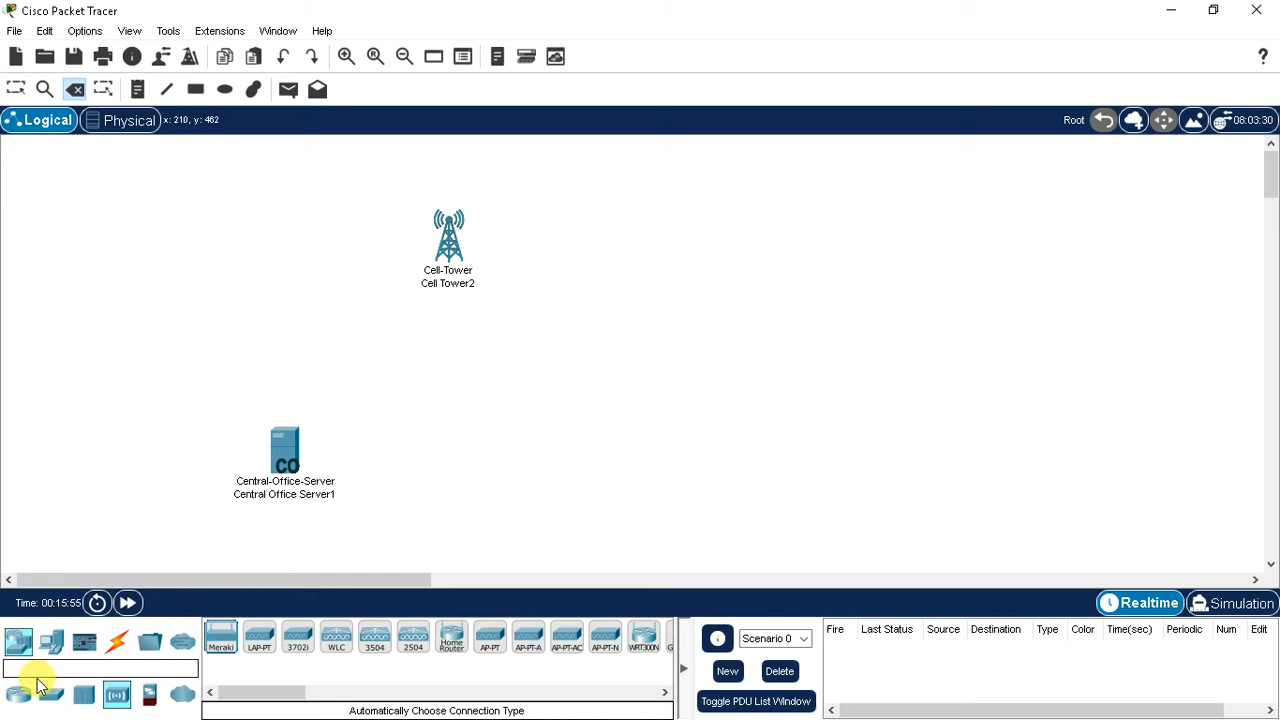 Cisco Packet Tracer
File Edit Options View Tools Extensions Window Help
Logical Physical x: 210, y: 462 Root 08:03:30
Cell-Tower
Cell Tower2
CO
Central-Office-Server
Central Office Server1
Time: 00:15:55 Realtime Simulation
Meraki LAP-PT 3702i WLC 3504 2504 Home Router AP-PT AP-PT-A AP-PT-AC AP-PT-N WRT300N
Scenario 0
New Delete
Toggle PDU List Window
Fire Last Status Source Destination Type Color Time(sec) Periodic Num Edit
Automatically Choose Connection Type